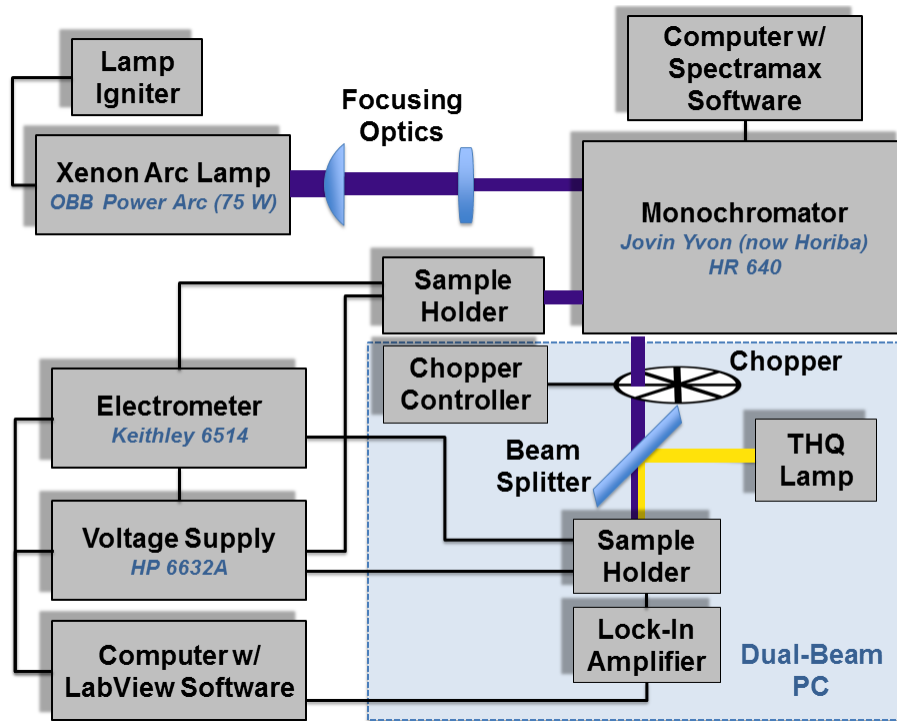 Lamp
Igniter
Computer w/
Spectramax
Software
Focusing
Optics
Xenon Arc Lamp
OBB Power Arc (75 W)
Monochromator
Jovin Yvon (now Horiba)
HR 640
Sample
Holder
Chopper
Controller
Chopper
Electrometer
Keithley 6514
Beam
Splitter
THQ
Lamp
Voltage Supply
HP 6632A
Sample
Holder
Computer w/
LabView Software
Lock-In
Amplifier
Dual-Beam
PC